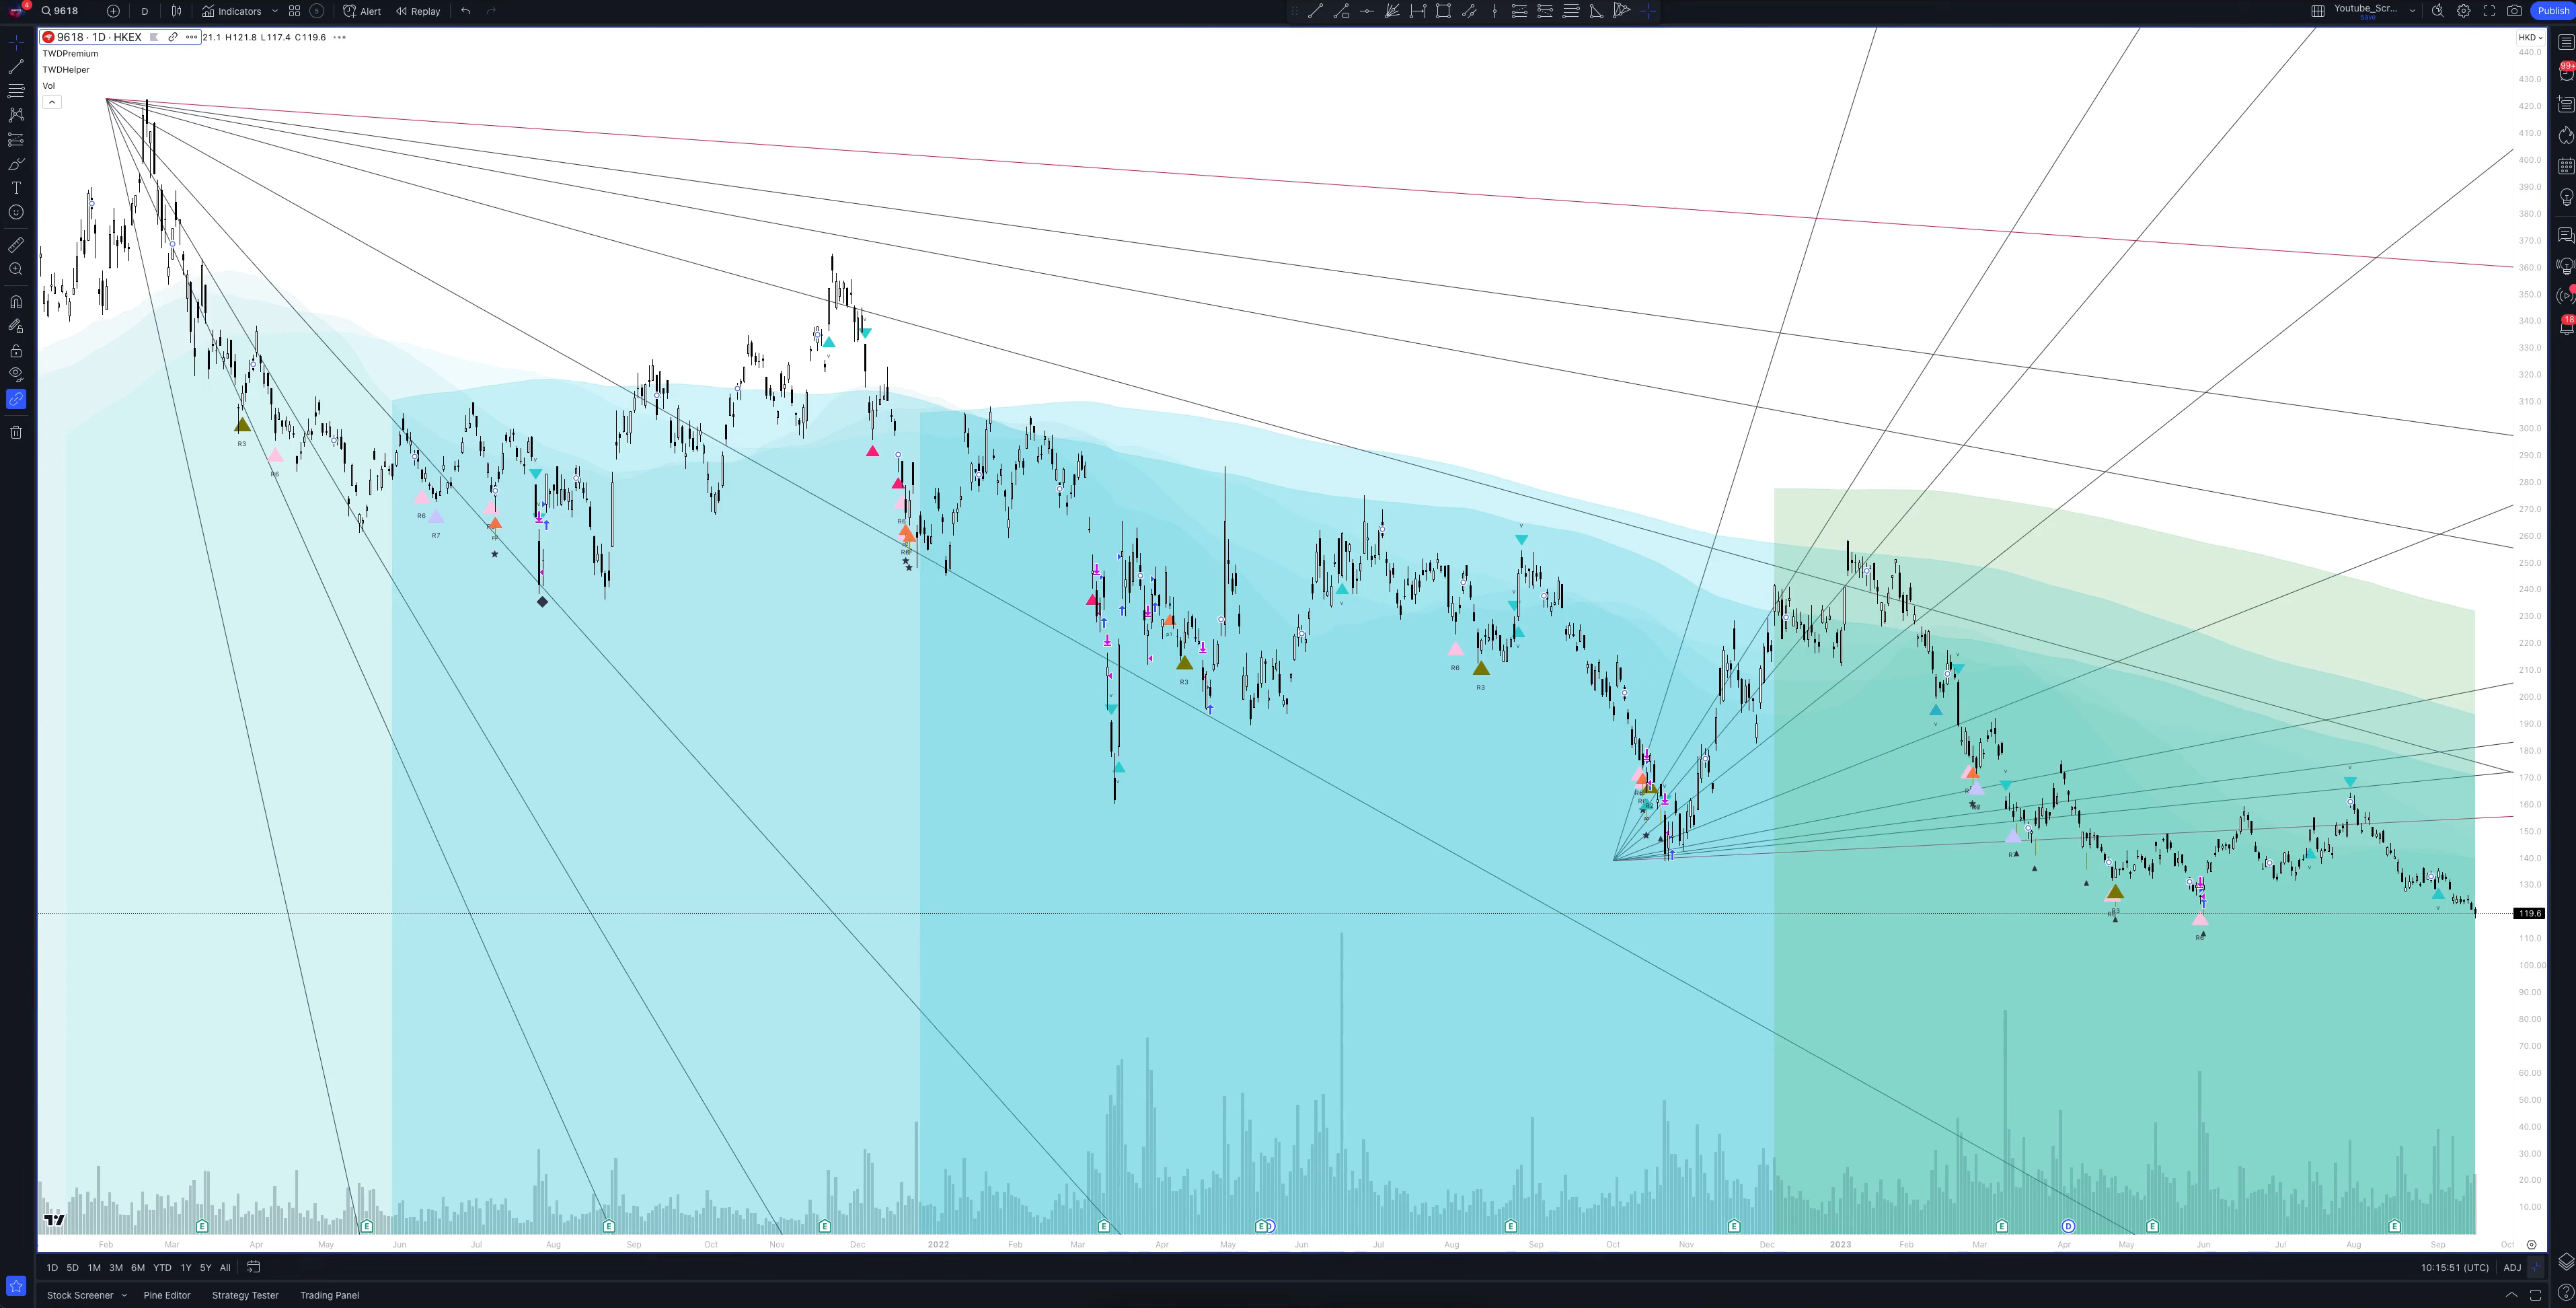 4
9618
D
Indicators
5
Alert
Replay
Youtube_Scr...
Save
Publish
9618 · 1D · HKEX
21.1 H121.8 L117.4 C119.6
HKD
TWDPremium
TWDHelper
Vol
440.0
430.0
420.0
410.0
400.0
390.0
380.0
370.0
360.0
350.0
340.0
330.0
320.0
310.0
300.0
290.0
280.0
270.0
260.0
250.0
240.0
230.0
220.0
210.0
200.0
190.0
180.0
170.0
160.0
150.0
140.0
130.0
119.6
110.0
100.00
90.00
80.00
70.00
60.00
50.00
40.00
30.00
20.00
10.00
99+
18
R3
R6
R6
R7
R6
R3
R6
R3
R3
E E E E E E D E E E D E E
Feb Mar Apr May Jun Jul Aug Sep Oct Nov Dec 2022 Feb Mar Apr May Jun Jul Aug Sep Oct Nov Dec 2023 Feb Mar Apr May Jun Jul Aug Sep Oct
1D 5D 1M 3M 6M YTD 1Y 5Y All
10:15:51 (UTC)
ADJ
Stock Screener
Pine Editor
Strategy Tester
Trading Panel